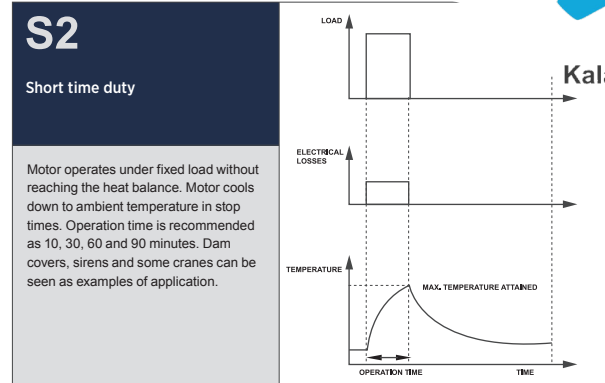 S2
Short time duty
Motor operates under fixed load without
reaching the heat balance. Motor cools
down to ambient temperature in stop
times. Operation time is recommended
as 10, 30, 60 and 90 minutes. Dam
covers, sirens and some cranes can be
seen as examples of application.
LOAD
Kala
ELECTRICAL
LOSSES
TEMPERATURE
MAX. TEMPERATURE ATTAINED
OPERATION TIME
TIME